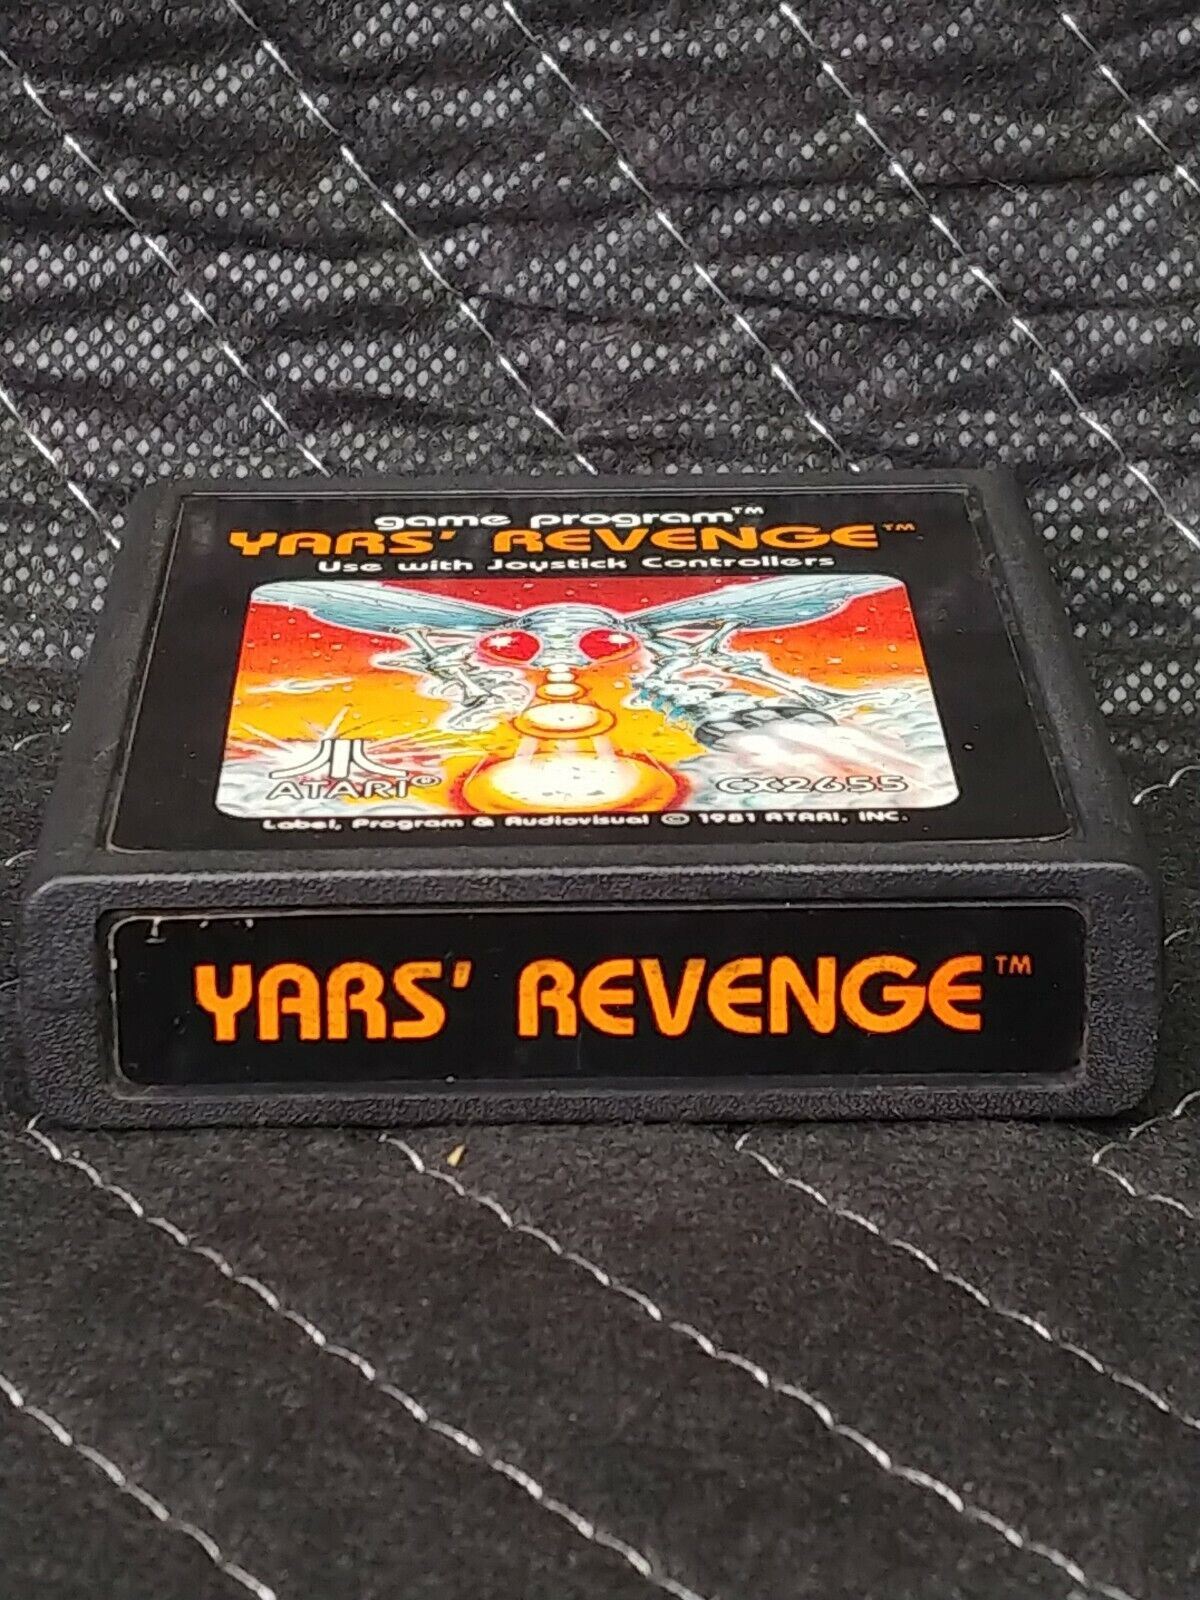 game program™
YARS' REVENGE™
Use with Joystick Controllers
ATARI®
CX2655
Label, Program & Audiovisual © 1981 ATARI, INC.
YARS' REVENGE™